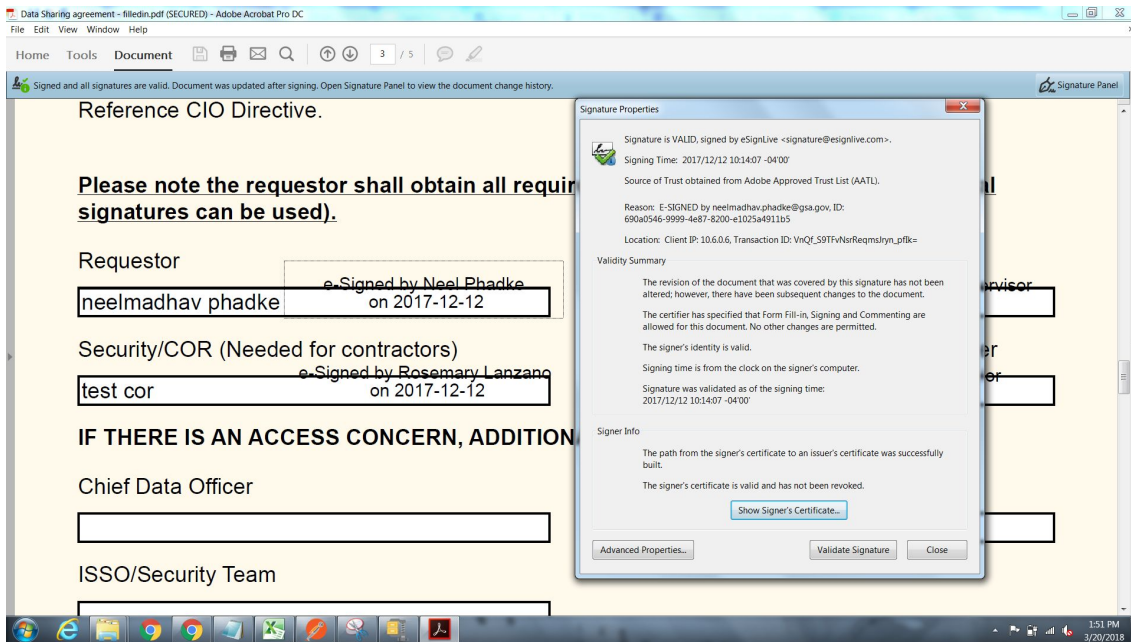 Data Sharing agreement - filledin.pdf (SECURED) - Adobe Acrobat Pro DC
File Edit View Window Help
Home Tools Document 3 / 5
Signed and all signatures are valid. Document was updated after signing. Open Signature Panel to view the document change history.
Signature Panel
Reference CIO Directive.
Please note the requestor shall obtain all requir
al
signatures can be used).
Requestor
e-Signed by Neel Phadke
neelmadhav phadke
on 2017-12-12
rvisor
Security/COR (Needed for contractors)
er
e-Signed by Rosemary Lanzano
test cor
on 2017-12-12
or
IF THERE IS AN ACCESS CONCERN, ADDITION
Chief Data Officer
ISSO/Security Team
Signature Properties
Signature is VALID, signed by eSignLive <signature@esignlive.com>.
Signing Time: 2017/12/12 10:14:07 -04'00'
Source of Trust obtained from Adobe Approved Trust List (AATL).
Reason: E-SIGNED by neelmadhav.phadke@gsa.gov, ID:
690a0546-9999-4e87-8200-e1025a4911b5
Location: Client IP: 10.6.0.6, Transaction ID: VnQf_S9TFvNsrReqmsJryn_pfIk=
Validity Summary
The revision of the document that was covered by this signature has not been
altered; however, there have been subsequent changes to the document.
The certifier has specified that Form Fill-in, Signing and Commenting are
allowed for this document. No other changes are permitted.
The signer's identity is valid.
Signing time is from the clock on the signer's computer.
Signature was validated as of the signing time:
2017/12/12 10:14:07 -04'00'
Signer Info
The path from the signer's certificate to an issuer's certificate was successfully
built.
The signer's certificate is valid and has not been revoked.
Show Signer's Certificate...
Advanced Properties...
Validate Signature
Close
1:51 PM
3/20/2018